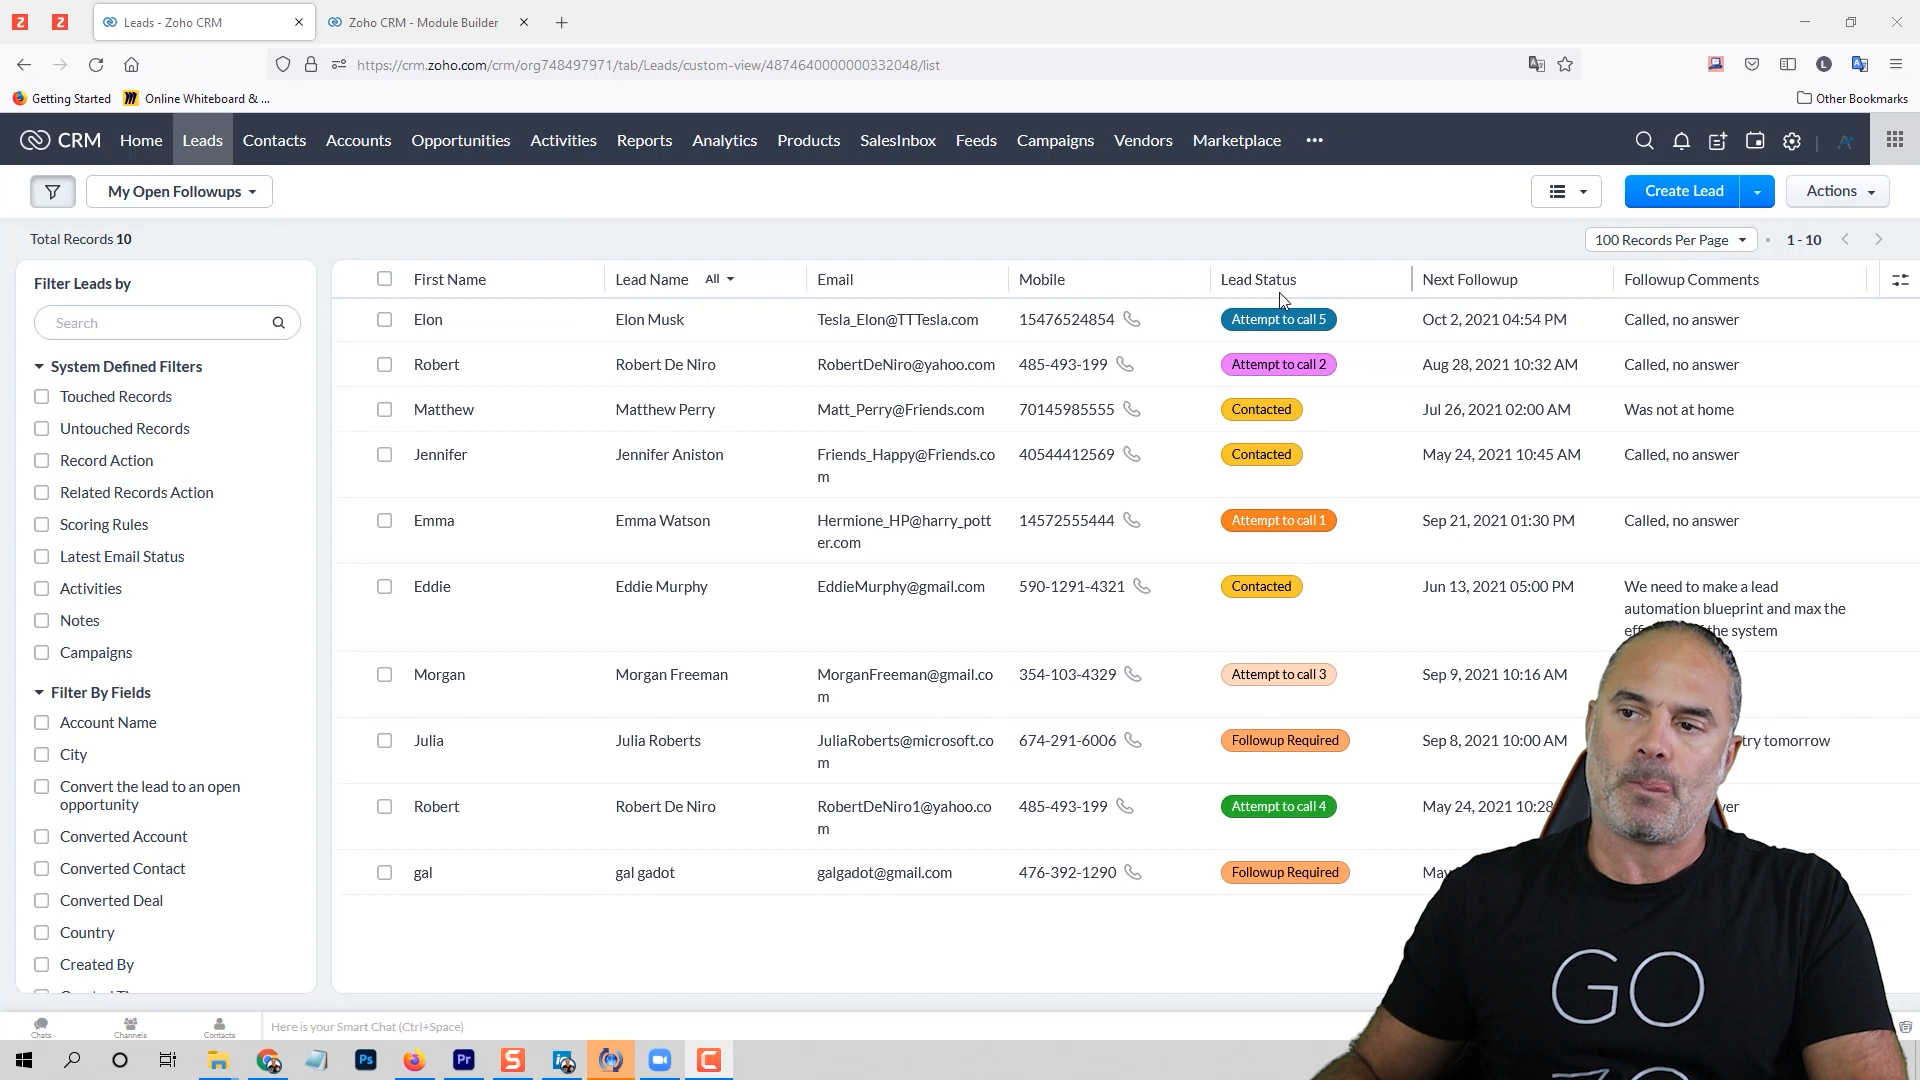 Leads - Zoho CRM
Zoho CRM - Module Builder
https://crm.zoho.com/crm/org748497971/tab/Leads/custom-view/4874640000000332048/list
Getting Started
Online Whiteboard & ...
Other Bookmarks
CRM Home Leads Contacts Accounts Opportunities Activities Reports Analytics Products SalesInbox Feeds Campaigns Vendors Marketplace •••
My Open Followups
Create Lead
Actions
Total Records 10
100 Records Per Page
1 - 10
Filter Leads by
Search
System Defined Filters
Touched Records
Untouched Records
Record Action
Related Records Action
Scoring Rules
Latest Email Status
Activities
Notes
Campaigns
Filter By Fields
Account Name
City
Convert the lead to an open
opportunity
Converted Account
Converted Contact
Converted Deal
Country
Created By
First Name Lead Name All Email Mobile Lead Status Next Followup Followup Comments
Elon Elon Musk Tesla_Elon@TTTesla.com 15476524854 Attempt to call 5 Oct 2, 2021 04:54 PM Called, no answer
Robert Robert De Niro RobertDeNiro@yahoo.com 485-493-199 Attempt to call 2 Aug 28, 2021 10:32 AM Called, no answer
Matthew Matthew Perry Matt_Perry@Friends.com 70145985555 Contacted Jul 26, 2021 02:00 AM Was not at home
Jennifer Jennifer Aniston Friends_Happy@Friends.co 40544412569 Contacted May 24, 2021 10:45 AM Called, no answer
m
Emma Emma Watson Hermione_HP@harry_pott 14572555444 Attempt to call 1 Sep 21, 2021 01:30 PM Called, no answer
er.com
Eddie Eddie Murphy EddieMurphy@gmail.com 590-1291-4321 Contacted Jun 13, 2021 05:00 PM We need to make a lead
automation blueprint and max the
the system
Morgan Morgan Freeman MorganFreeman@gmail.co 354-103-4329 Attempt to call 3 Sep 9, 2021 10:16 AM
m
Julia Julia Roberts JuliaRoberts@microsoft.co 674-291-6006 Followup Required Sep 8, 2021 10:00 AM try tomorrow
m
Robert Robert De Niro RobertDeNiro1@yahoo.co 485-493-199 Attempt to call 4 May 24, 2021 10:28
m
gal gal gadot galgadot@gmail.com 476-392-1290 Followup Required May
GO
Chats
Channels
Contacts
Here is your Smart Chat (Ctrl+Space)